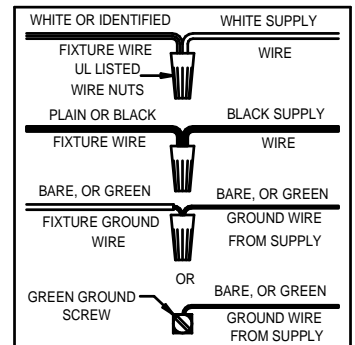 WHITE OR IDENTIFIED
FIXTURE WIRE
WHITE SUPPLY
WIRE
UL LISTED
WIRE NUTS
PLAIN OR BLACK
FIXTURE WIRE
BLACK SUPPLY
WIRE
BARE, OR GREEN
FIXTURE GROUND
WIRE
BARE, OR GREEN
GROUND WIRE
FROM SUPPLY
OR
GREEN GROUND
SCREW
BARE, OR GREEN
GROUND WIRE
FROM SUPPLY